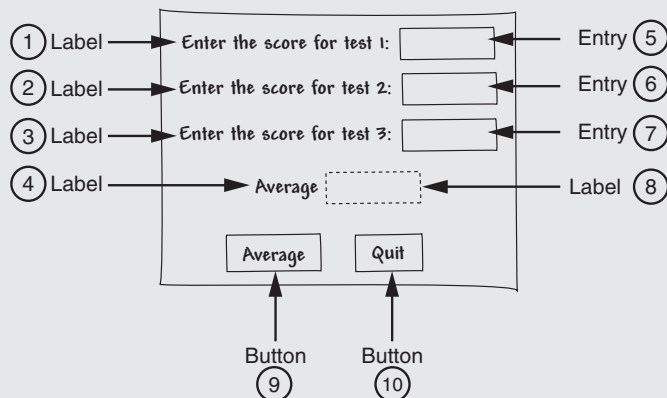 1 Label Enter the score for test 1: Entry 5
2 Label Enter the score for test 2: Entry 6
3 Label Enter the score for test 3: Entry 7
4 Label Average Label 8
Average Quit
Button Button
9 10